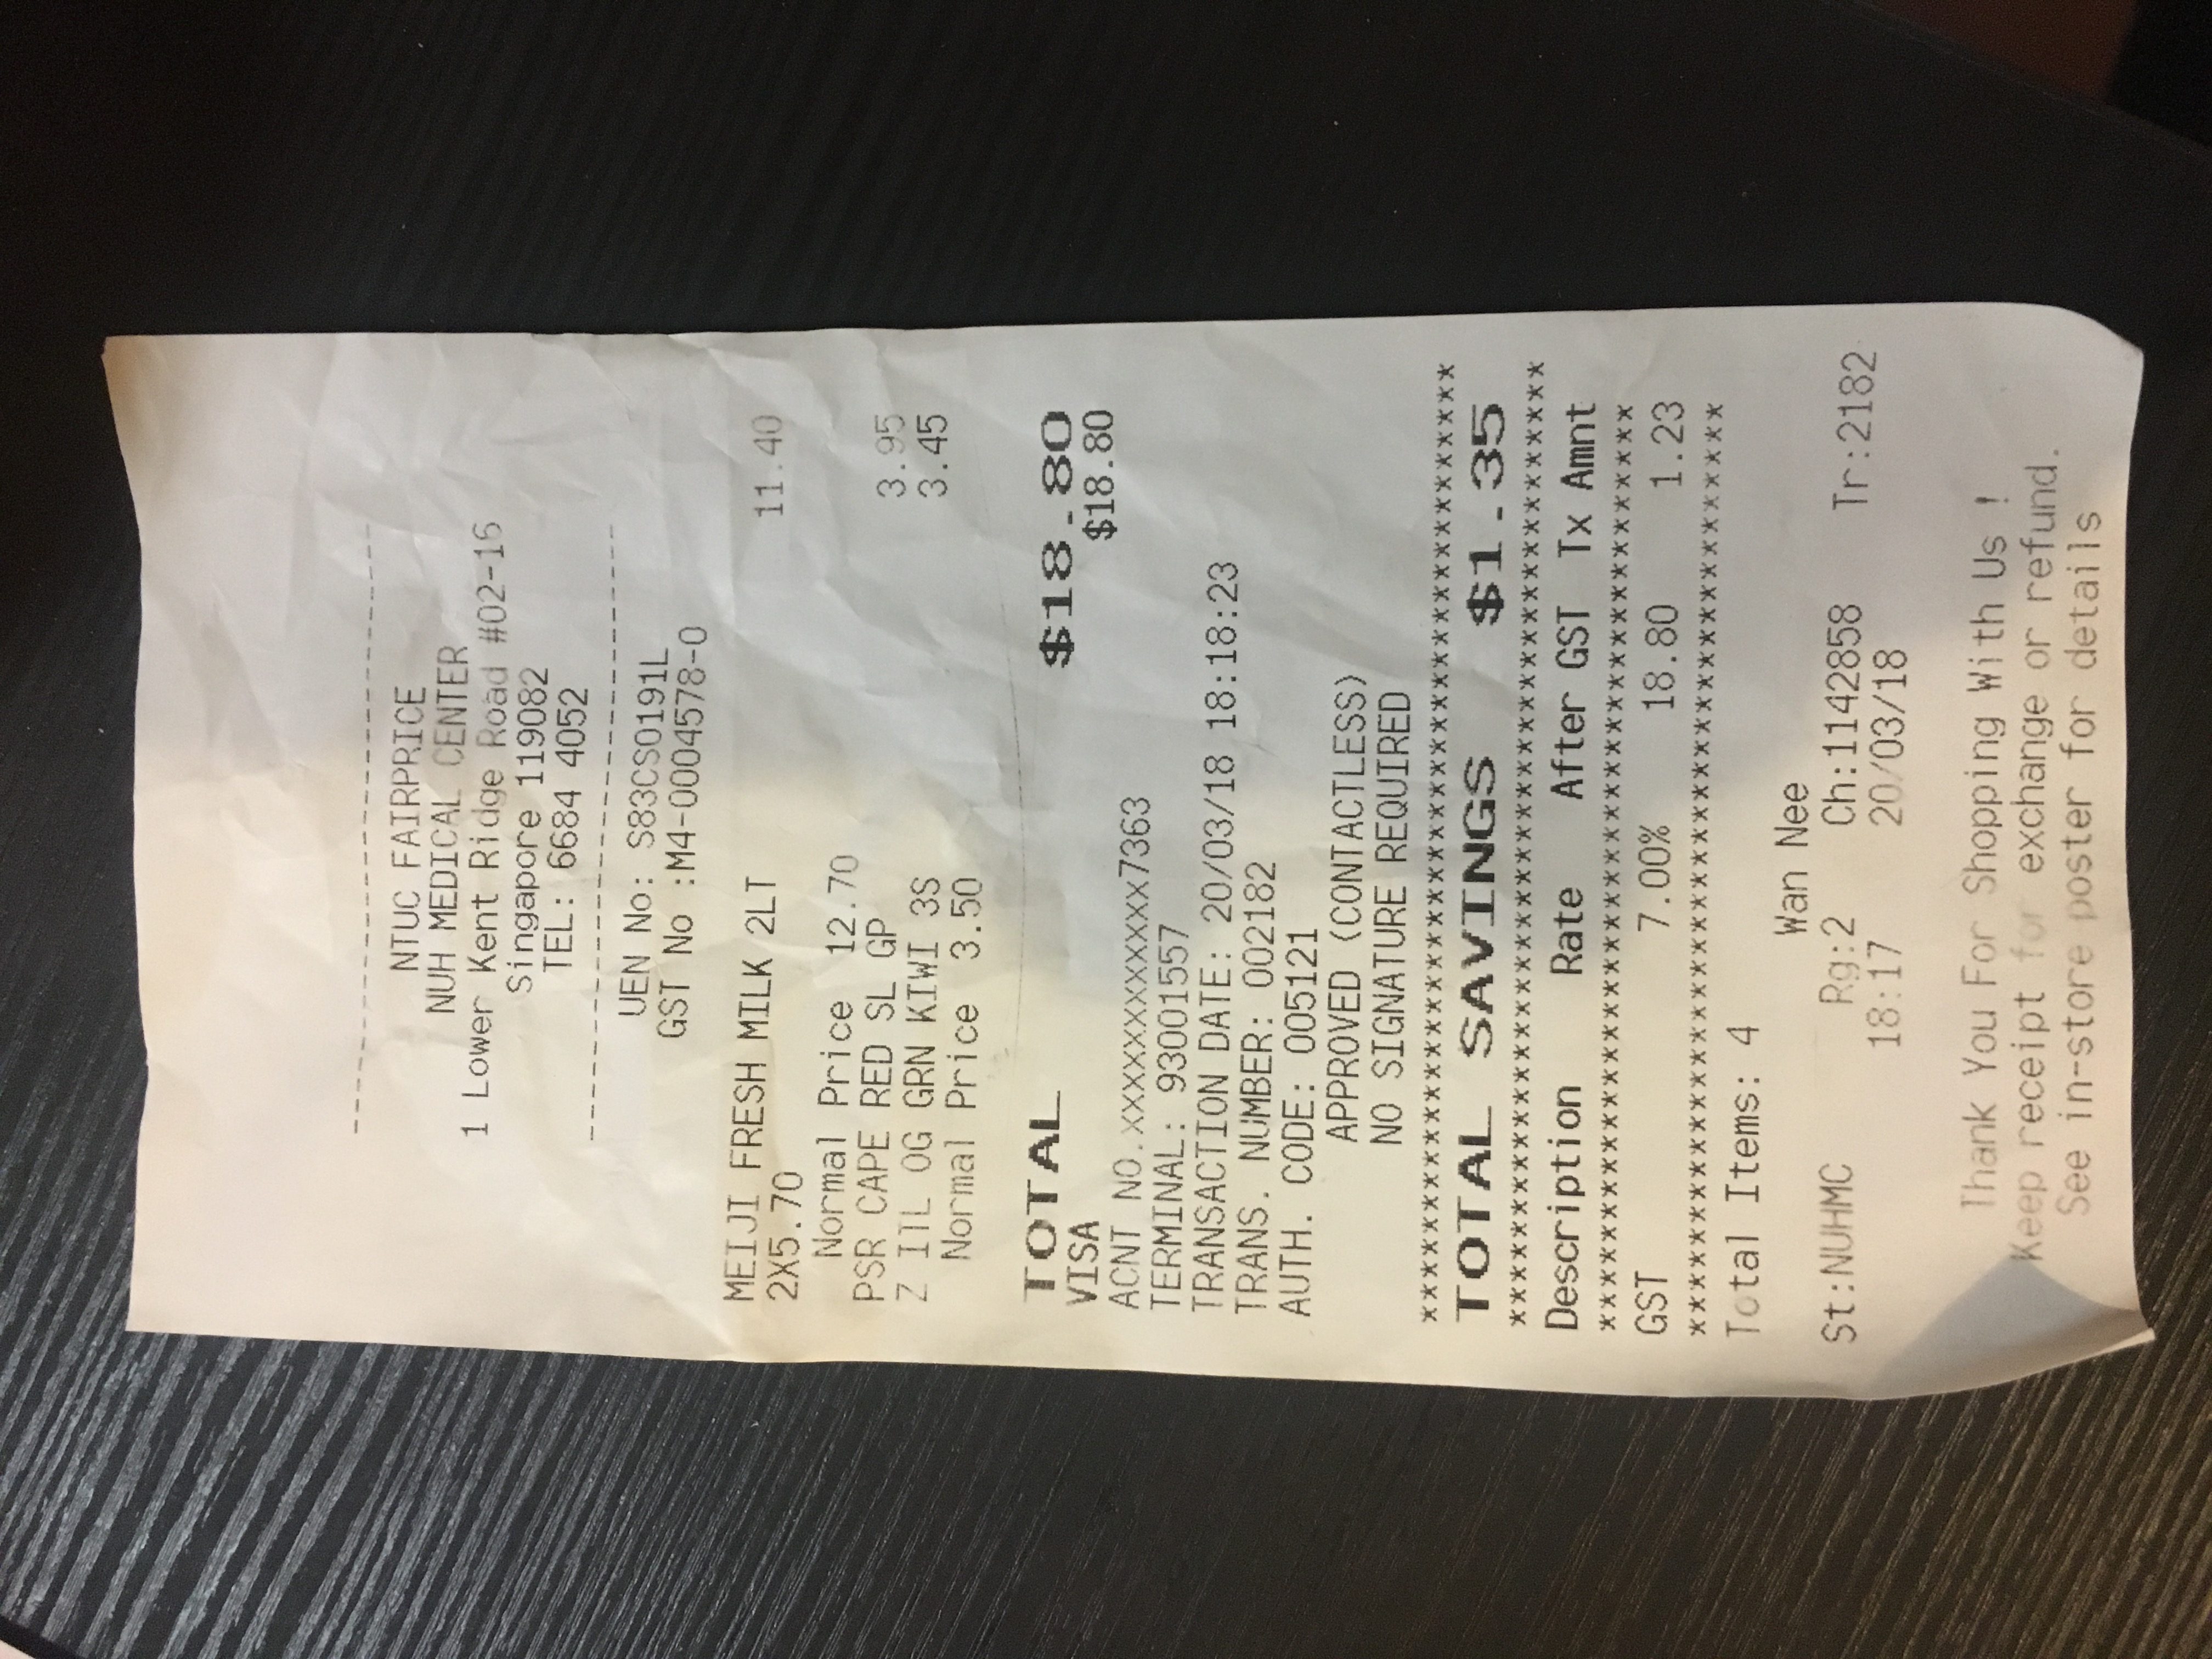 ----------------------------
NTUC FAIRPRICE
NUH MEDICAL CENTER
1 Lower Kent Ridge Road #02-16
Singapore 119082
TEL: 6684 4052
----------------------------
UEN No: S83CS0191L
GST No :M4-0004578-0
MEIJI FRESH MILK 2LT 11.40
2X5.70
Normal Price 12.70
PSR CAPE RED SL GP 3.95
Z ITL OG GRN KIWI 3S 3.45
Normal Price 3.50
TOTAL $18.80
VISA $18.80
ACNT NO.xxxxxxxxxxxx7363
TERMINAL: 93001557
TRANSACTION DATE: 20/03/18 18:18:23
TRANS. NUMBER: 002182
AUTH. CODE: 005121
APPROVED (CONTACTLESS)
NO SIGNATURE REQUIRED
********************************************
TOTAL SAVINGS $1.35
********************************************
Description Rate After GST Tx Amnt
******************************************
GST 7.00% 18.80 1.23
******************************************
Total Items: 4
Wan Nee
St:NUHMC Rg:2 Ch:1142858 Tr:2182
18:17 20/03/18
Thank You For Shopping With Us !
Keep receipt for exchange or refund.
See in-store poster for details